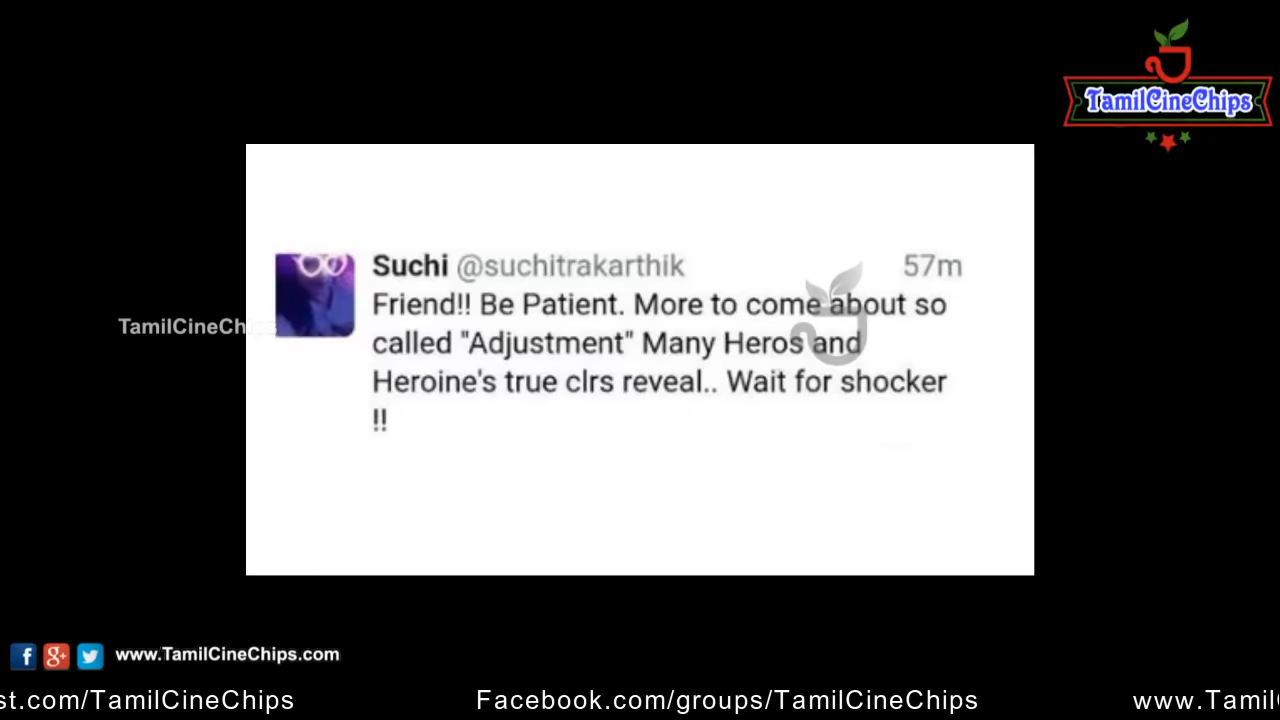 TamilCineChips
Suchi @suchitrakarthik 57m
Friend!! Be Patient. More to come about so
called "Adjustment" Many Heros and
Heroine's true clrs reveal.. Wait for shocker
!!
TamilCineChips
f g+ www.TamilCineChips.com
st.com/TamilCineChips Facebook.com/groups/TamilCineChips www.Tamil